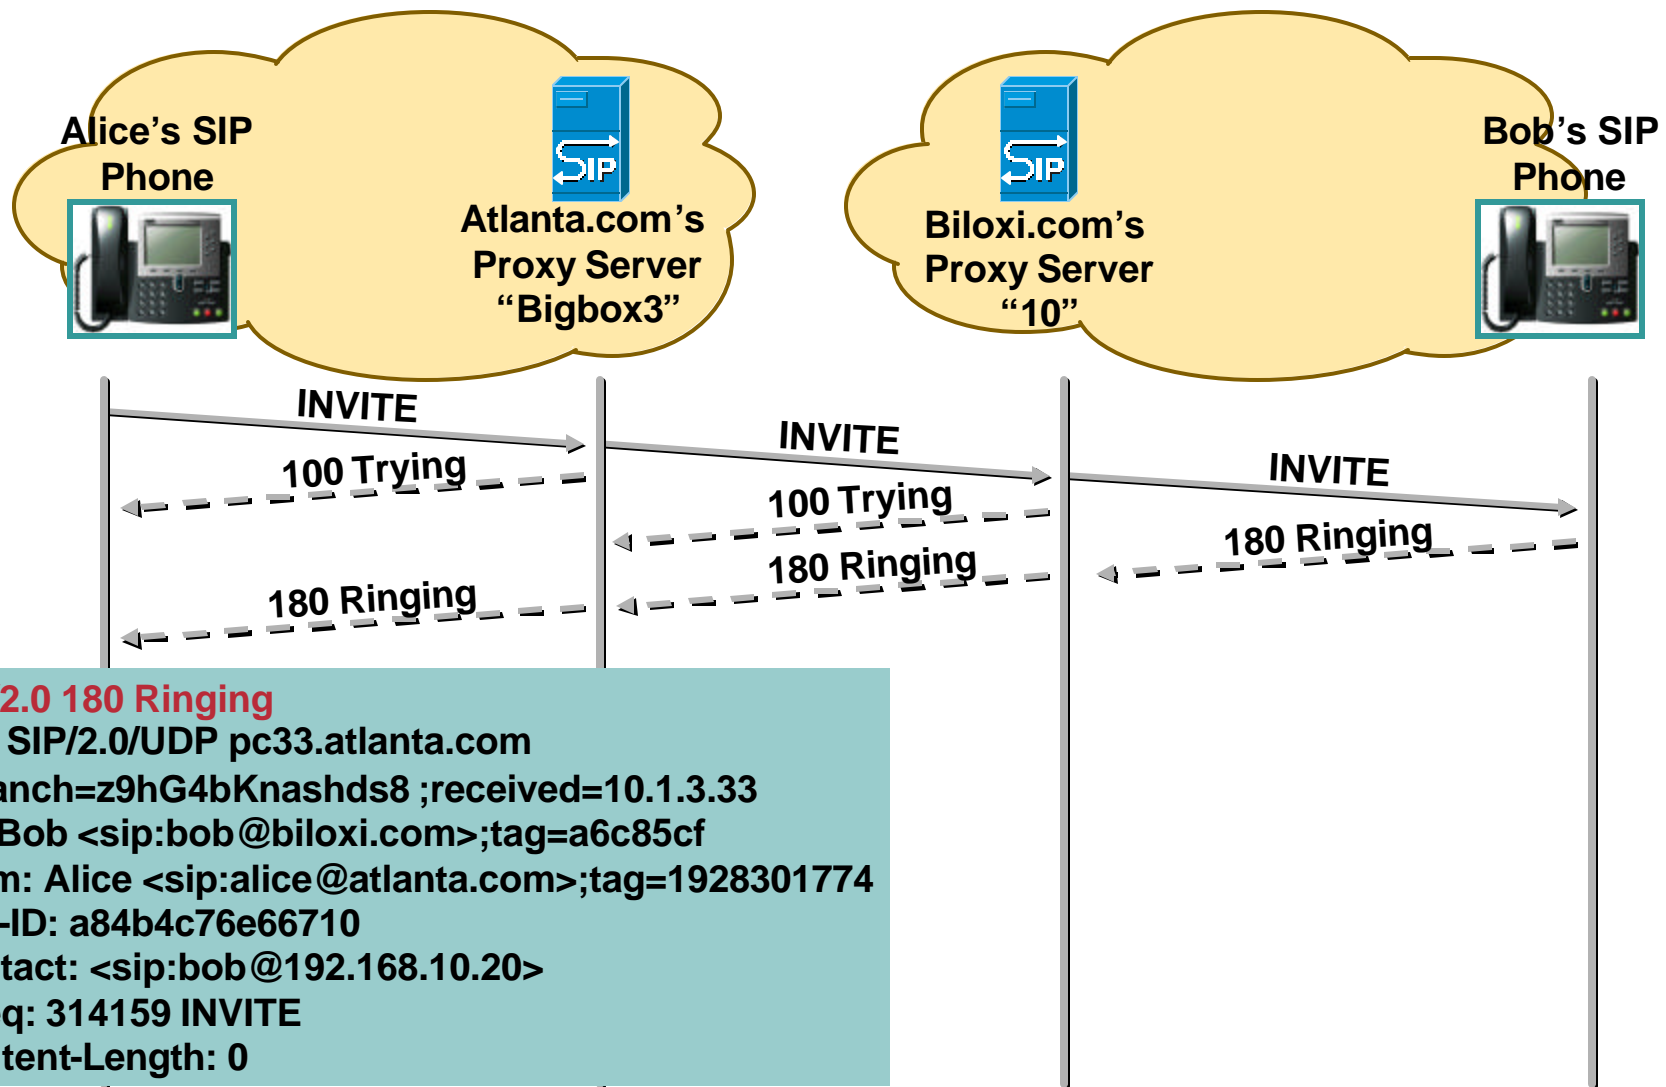 Alice’s SIP
Phone
SIP
Atlanta.com’s
Proxy Server
“Bigbox3”
SIP
Biloxi.com’s
Proxy Server
“10”
Bob’s SIP
Phone
INVITE
INVITE
INVITE
100 Trying
100 Trying
180 Ringing
180 Ringing
180 Ringing
2.0 180 Ringing
SIP/2.0/UDP pc33.atlanta.com
anch=z9hG4bKnashds8 ;received=10.1.3.33
Bob <sip:bob@biloxi.com>;tag=a6c85cf
m: Alice <sip:alice@atlanta.com>;tag=1928301774
-ID: a84b4c76e66710
tact: <sip:bob@192.168.10.20>
q: 314159 INVITE
tent-Length: 0